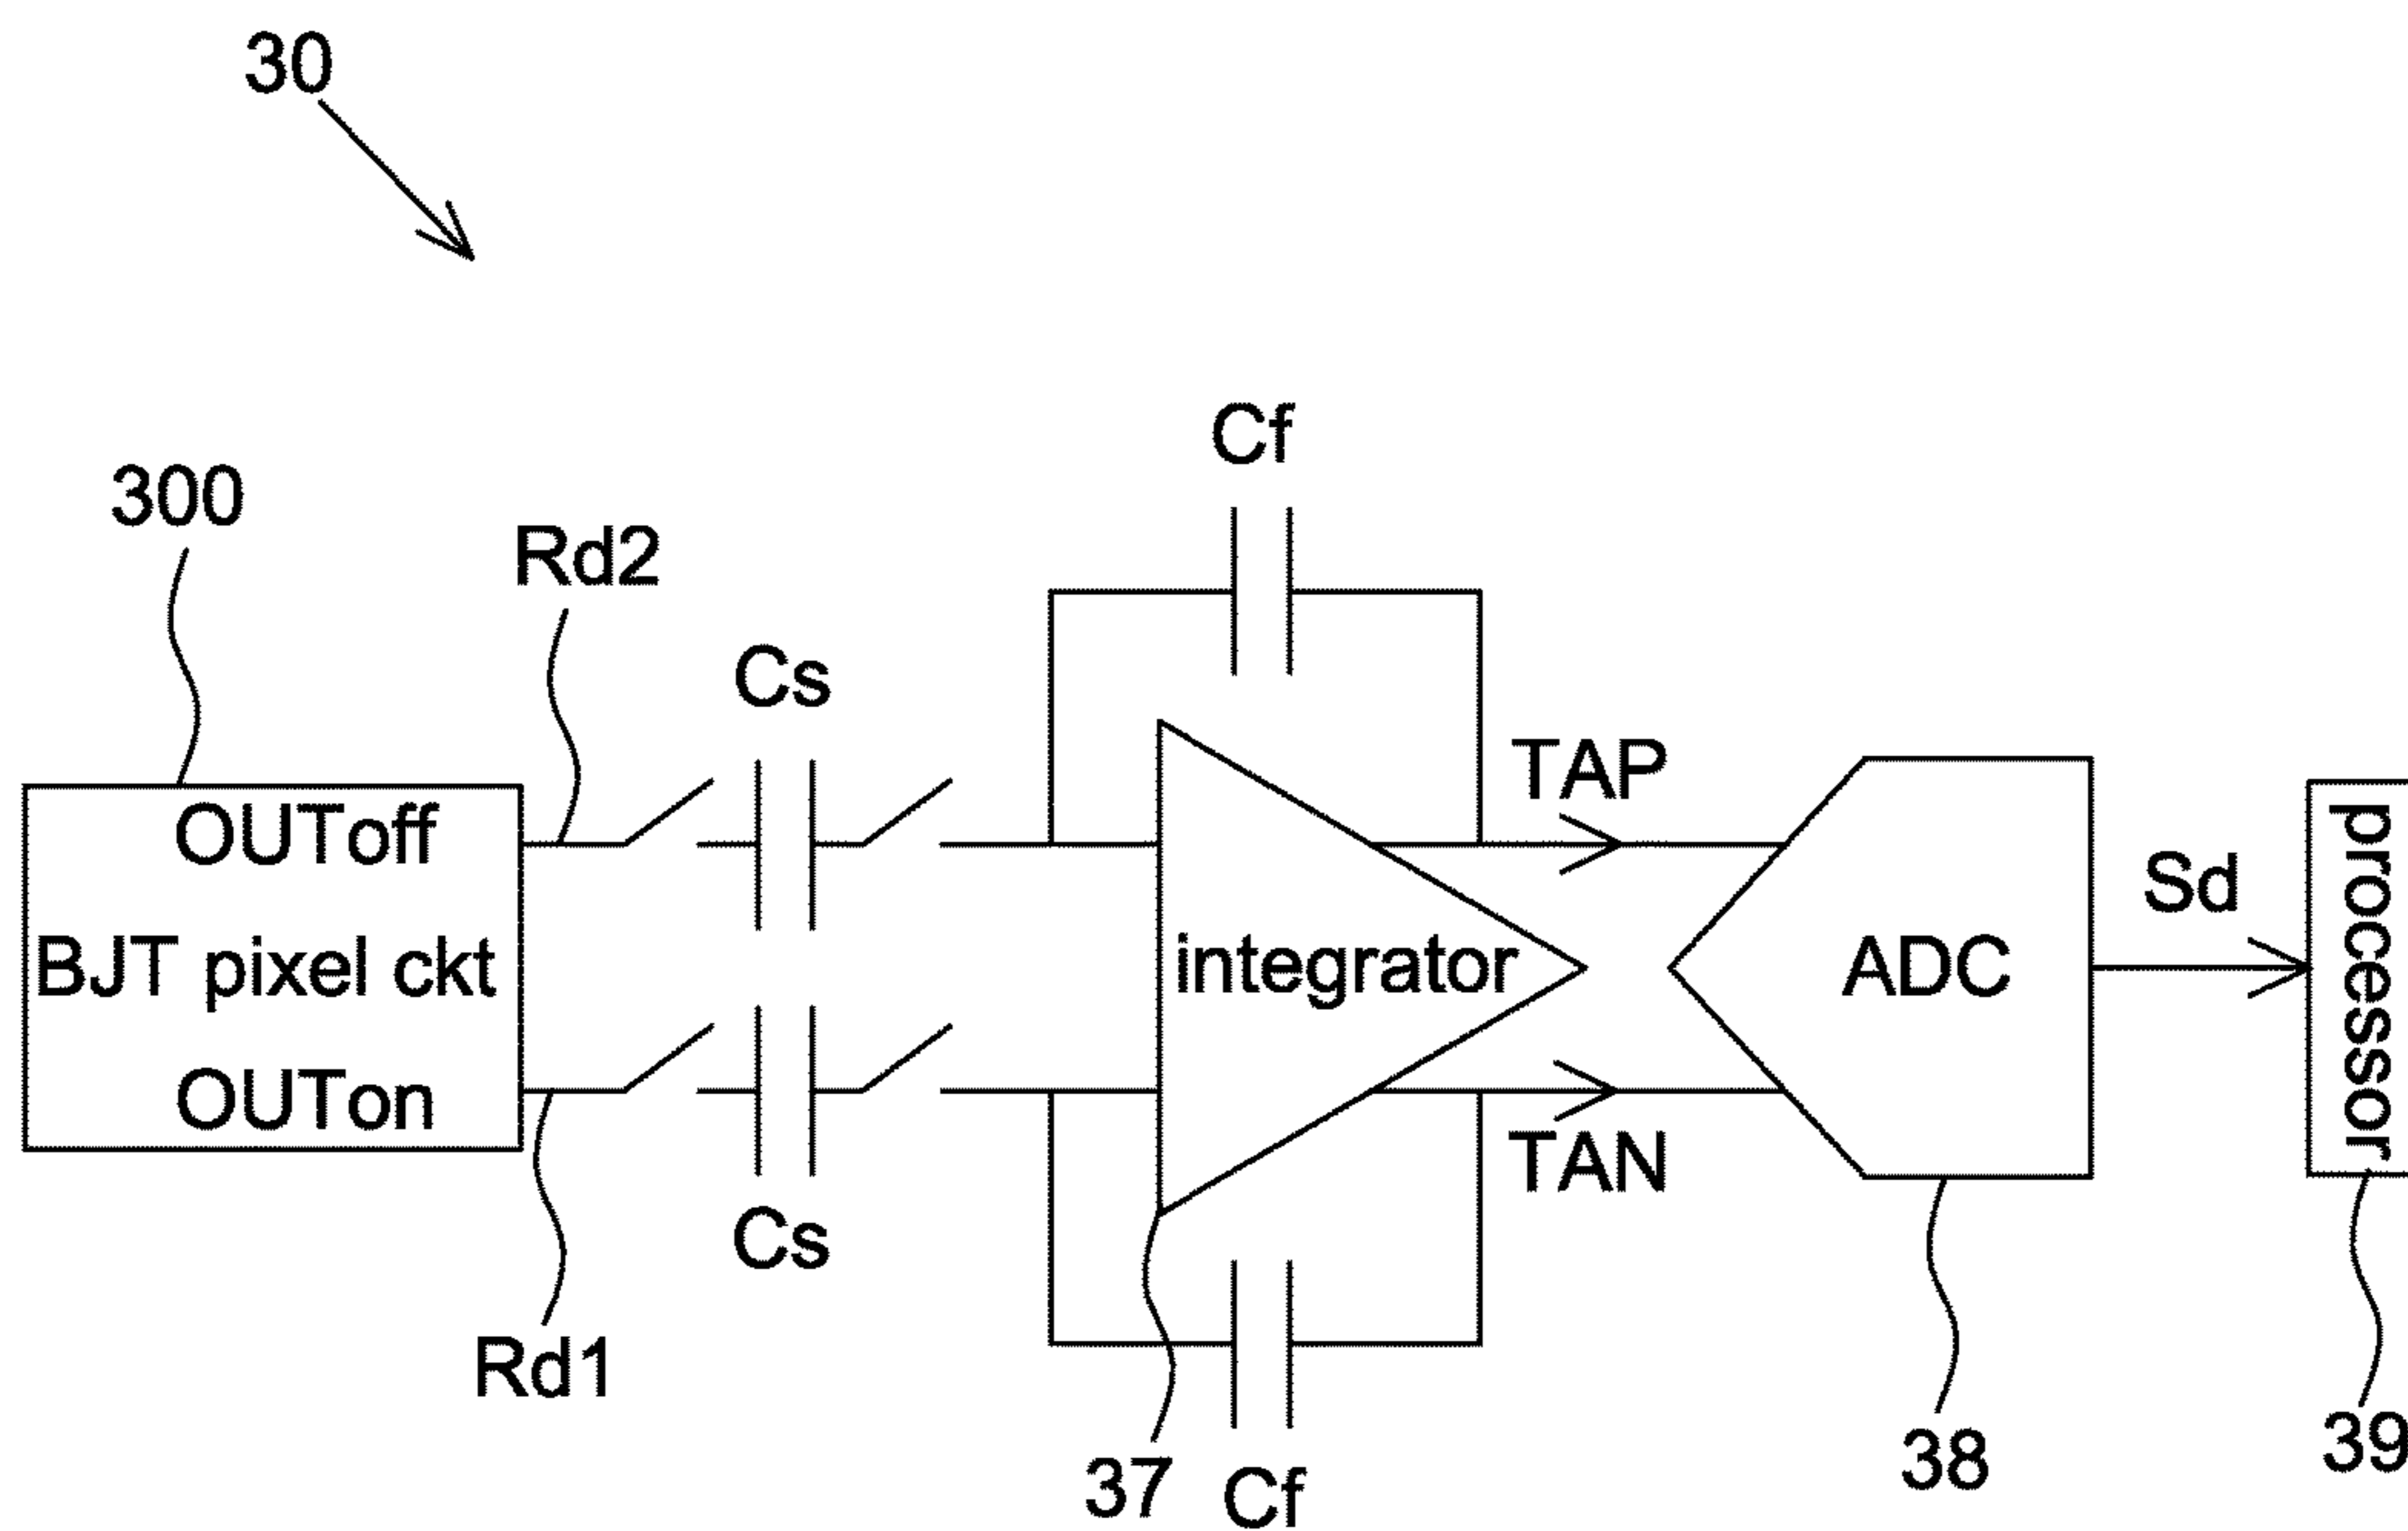 30
Cf
300
Rd2
Cs
TAP
OUToff
BJT pixel ckt
OUTon
integrator
ADC
Sd
processor
TAN
Cs
Rd1
37
Cf
38
39